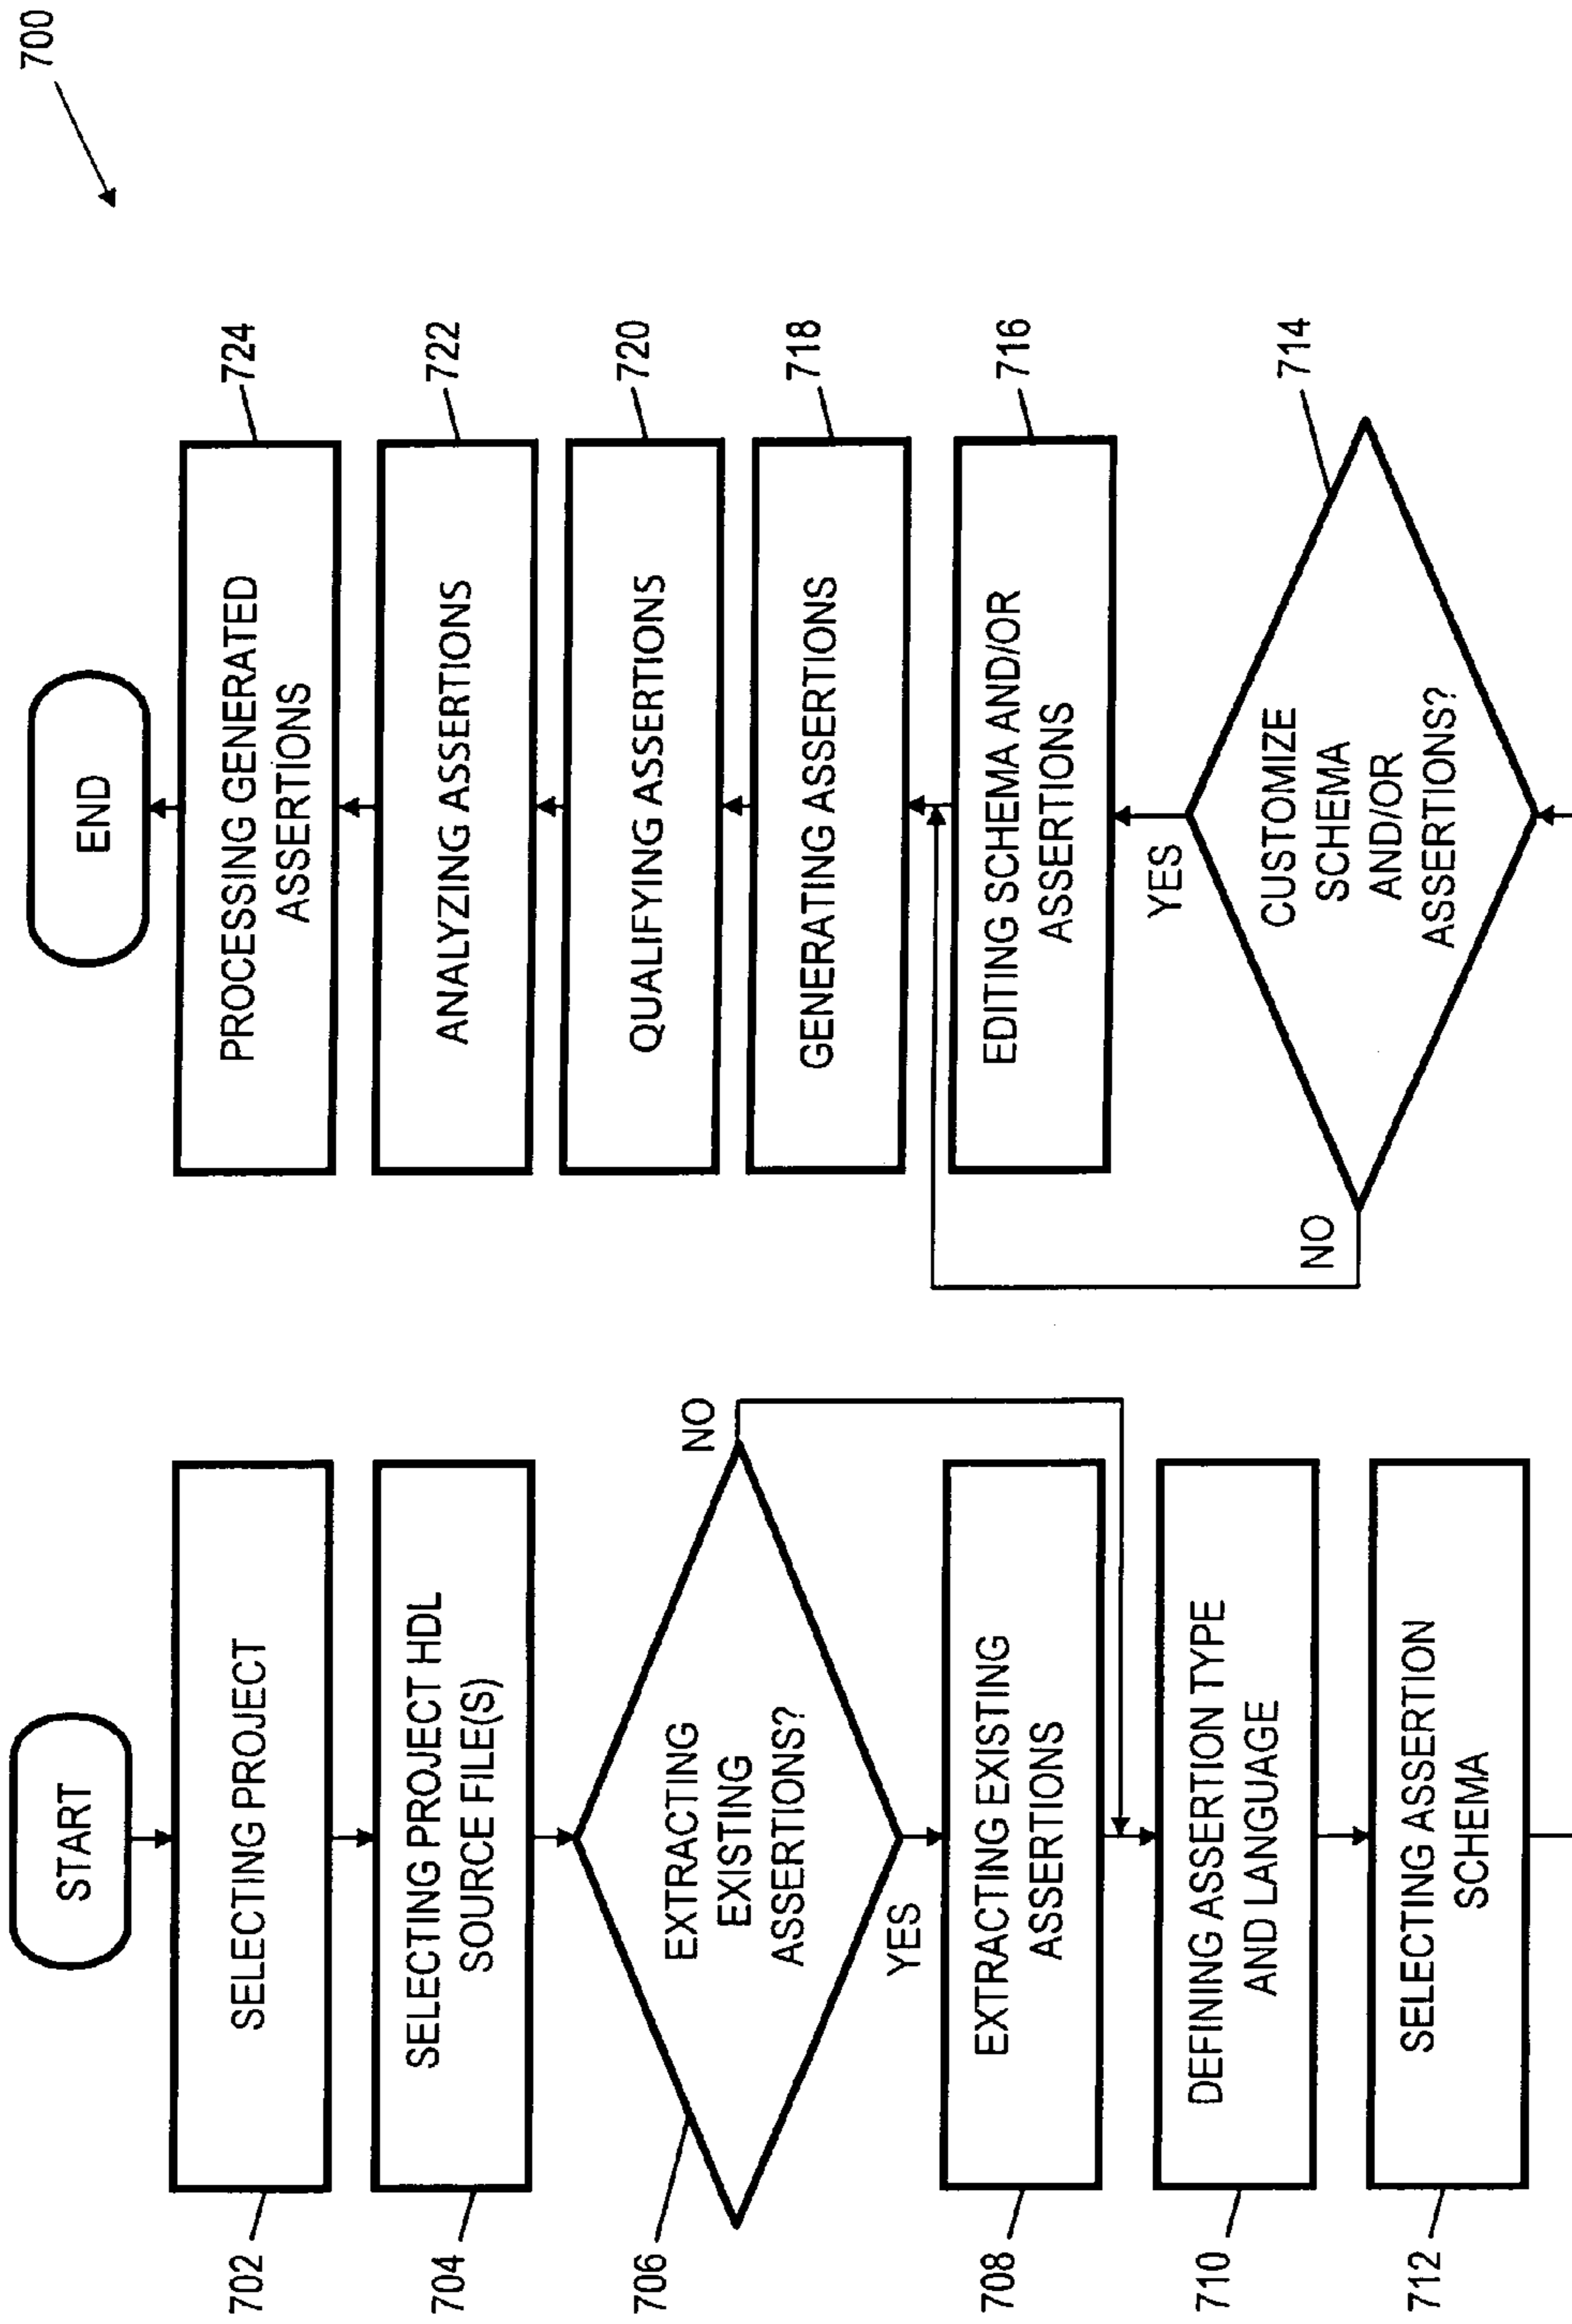 700
START
SELECTING PROJECT
702
SELECTING PROJECT HDL
SOURCE FILE(S)
704
EXTRACTING
EXISTING
ASSERTIONS?
706
NO
YES
EXTRACTING EXISTING
ASSERTIONS
708
DEFINING ASSERTION TYPE
AND LANGUAGE
710
SELECTING ASSERTION
SCHEMA
712
CUSTOMIZE
SCHEMA
AND/OR
ASSERTIONS?
714
NO
YES
EDITING SCHEMA AND/OR
ASSERTIONS
716
GENERATING ASSERTIONS
718
QUALIFYING ASSERTIONS
720
ANALYZING ASSERTIONS
722
PROCESSING GENERATED
ASSERTIONS
724
END